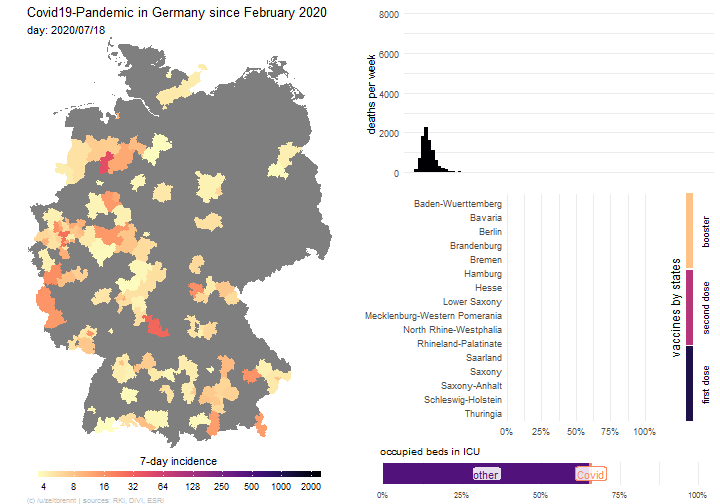 Covid19-Pandemic in Germany since February 2020
day: 2020/07/18
7-day incidence
4 8 16 32 64 125 250 500 1000 2000
(c) /u/zeitbrennt | sources: RKI, DIVI, ESRI
deaths per week
8000
6000
4000
2000
0
Baden-Wuerttemberg
Bavaria
Berlin
Brandenburg
Bremen
Hamburg
Hesse
Lower Saxony
Mecklenburg-Western Pomerania
North Rhine-Westphalia
Rhineland-Palatinate
Saarland
Saxony
Saxony-Anhalt
Schleswig-Holstein
Thuringia
0% 25% 50% 75% 100%
vaccines by states
booster
second dose
first dose
occupied beds in ICU
other
Covid
0% 25% 50% 75% 100%